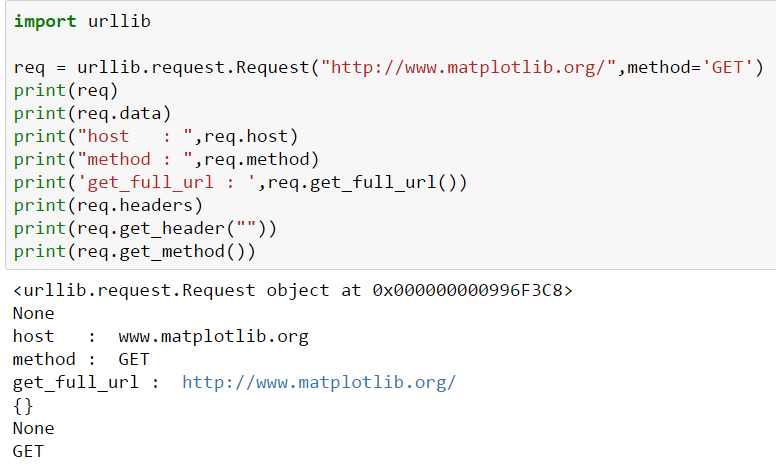 import urllib
req = urllib.request.Request("http://www.matplotlib.org/",method='GET')
print(req)
print(req.data)
print("host   : ",req.host)
print("method : ",req.method)
print('get_full_url : ',req.get_full_url())
print(req.headers)
print(req.get_header(""))
print(req.get_method())
<urllib.request.Request object at 0x000000000996F3C8>
None
host   :  www.matplotlib.org
method :  GET
get_full_url :  http://www.matplotlib.org/
{}
None
GET